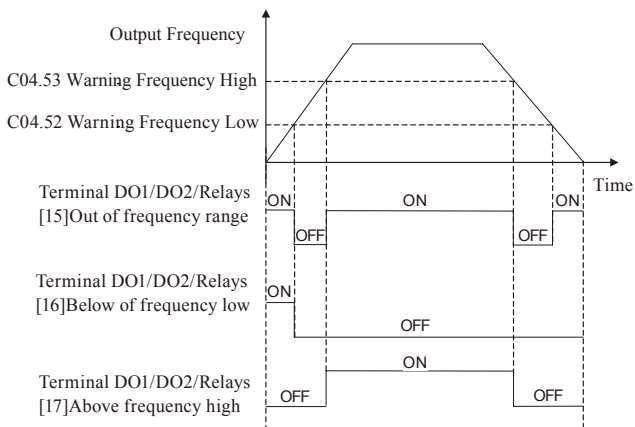 Output Frequency
C04.53 Warning Frequency High
C04.52 Warning Frequency Low
Time
Terminal DO1/DO2/Relays
[15]Out of frequency range
ON
OFF
ON
OFF
ON
Terminal DO1/DO2/Relays
[16]Below of frequency low
ON
OFF
Terminal DO1/DO2/Relays
[17]Above frequency high
OFF
ON
OFF